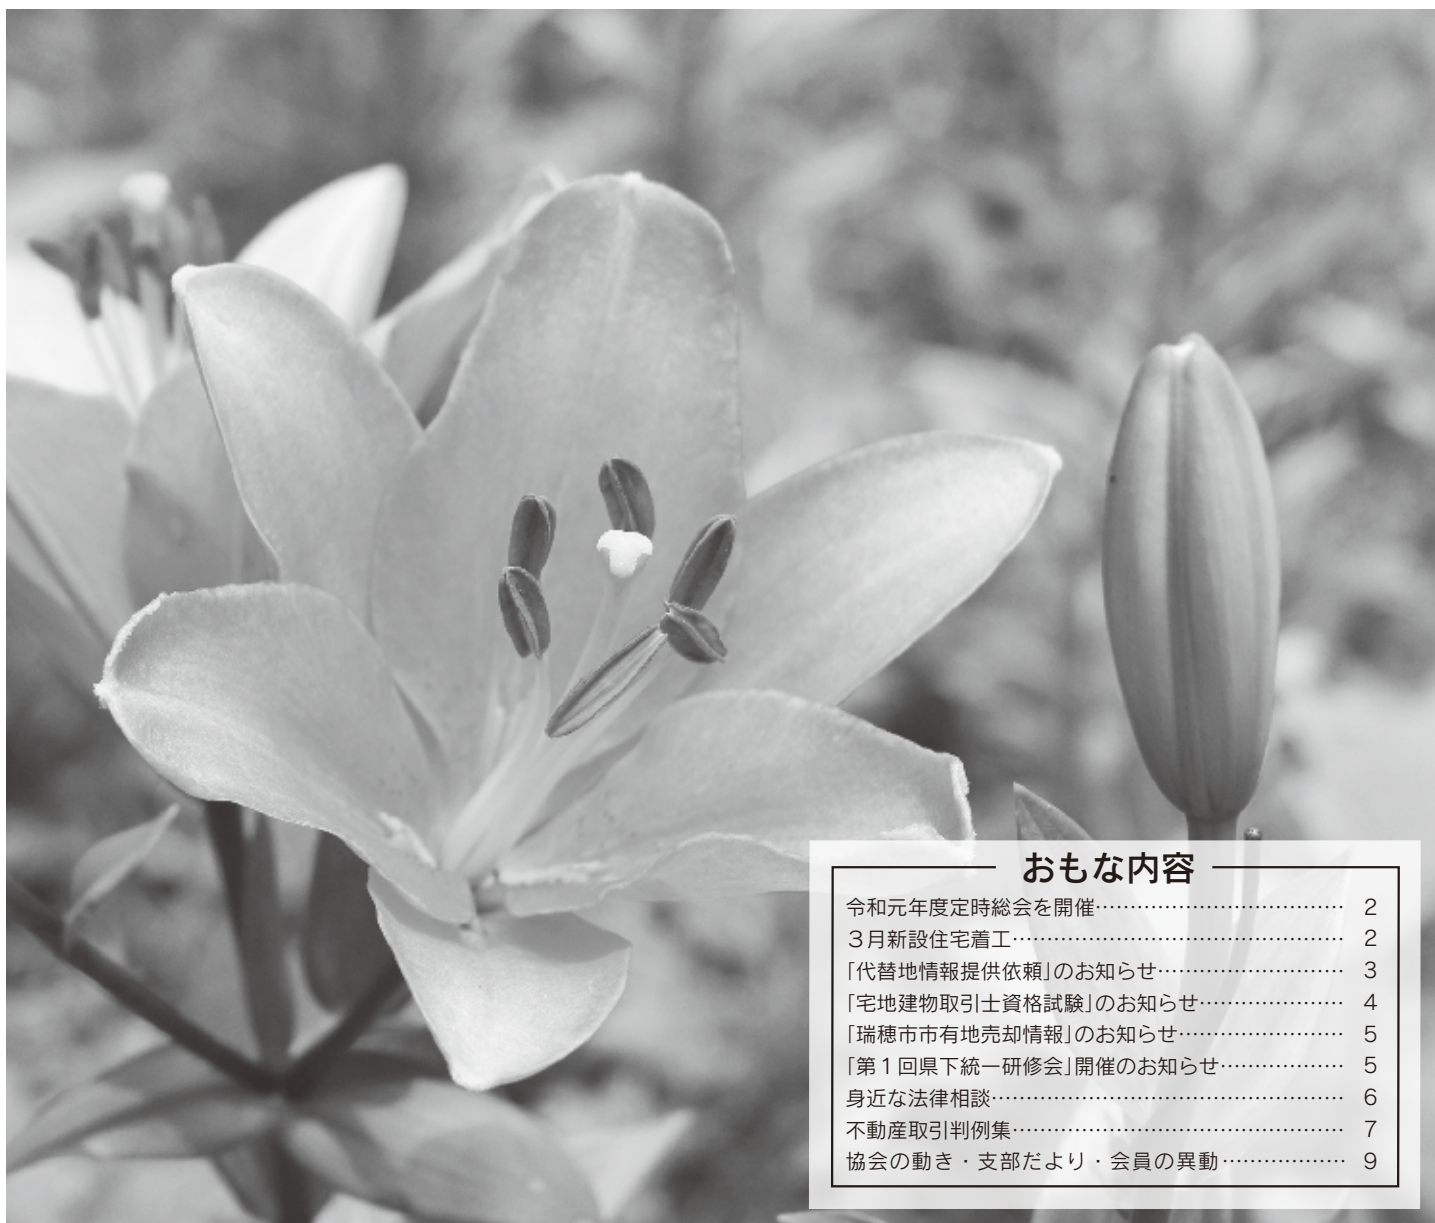 おもな内容
令和元年度定時総会を開催…………………………… 2
３月新設住宅着工……………………………………… 2
「代替地情報提供依頼」のお知らせ…………………… 3
「宅地建物取引士資格試験」のお知らせ……………… 4
「瑞穂市市有地売却情報」のお知らせ………………… 5
「第１回県下統一研修会」開催のお知らせ…………… 5
身近な法律相談………………………………………… 6
不動産取引判例集……………………………………… 7
協会の動き・支部だより・会員の異動……………… 9